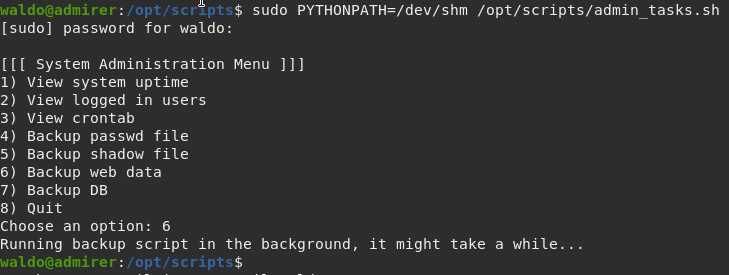 waldo@admirer:/opt/scripts$ sudo PYTHONPATH=/dev/shm /opt/scripts/admin_tasks.sh
[sudo] password for waldo:
[[[ System Administration Menu ]]]
1) View system uptime
2) View logged in users
3) View crontab
4) Backup passwd file
5) Backup shadow file
6) Backup web data
7) Backup DB
8) Quit
Choose an option: 6
Running backup script in the background, it might take a while...
waldo@admirer:/opt/scripts$